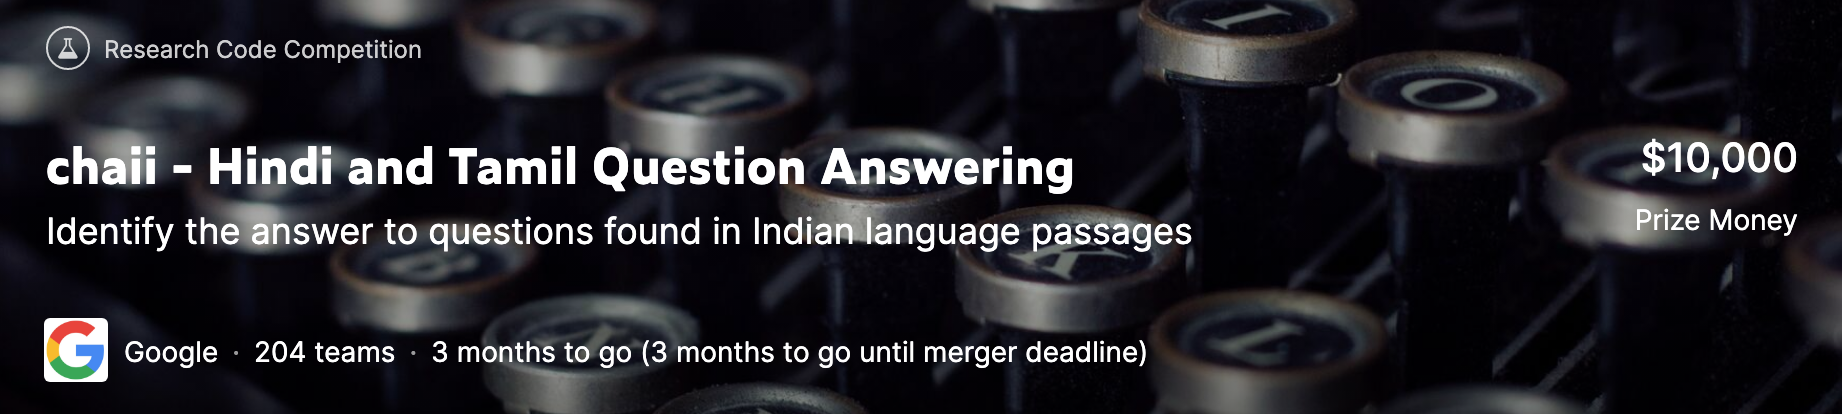 Research Code Competition
chaii - Hindi and Tamil Question Answering
$10,000
Identify the answer to questions found in Indian language passages
Prize Money
Google · 204 teams · 3 months to go (3 months to go until merger deadline)
I
H
O
B
K
L